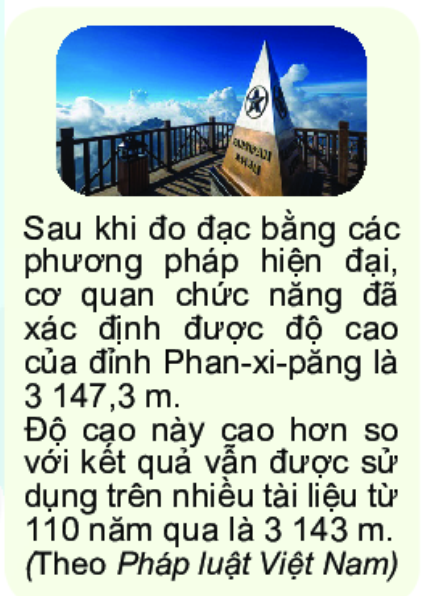 Sau khi đo đạc bằng các
phương pháp hiện đại,
cơ quan chức năng đã
xác định được độ cao
của đỉnh Phan-xi-păng là
3 147,3 m.
Độ cao này cao hơn so
với kết quả vẫn được sử
dụng trên nhiều tài liệu từ
110 năm qua là 3 143 m.
(Theo Pháp luật Việt Nam)